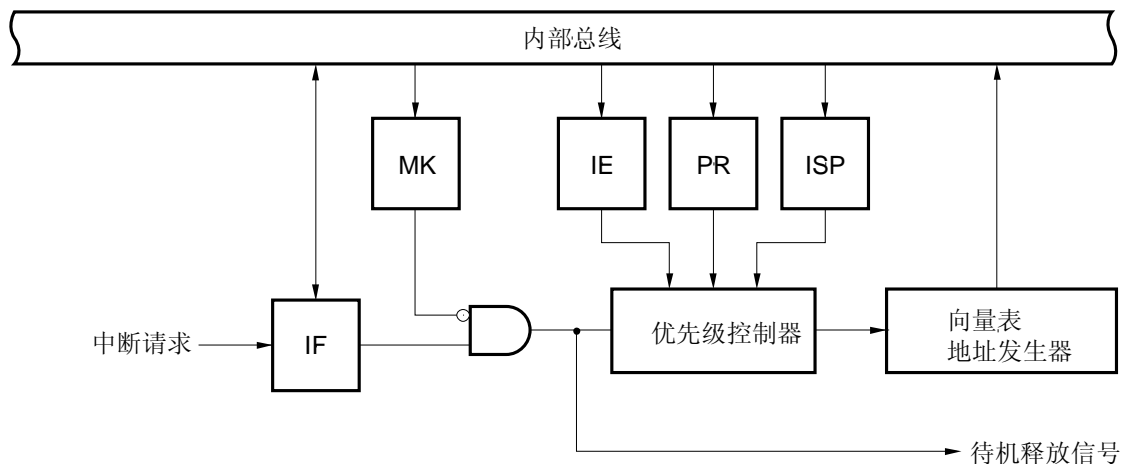 内部总线
MK
IE
PR
ISP
中断请求
IF
优先级控制器
向量表
地址发生器
待机释放信号